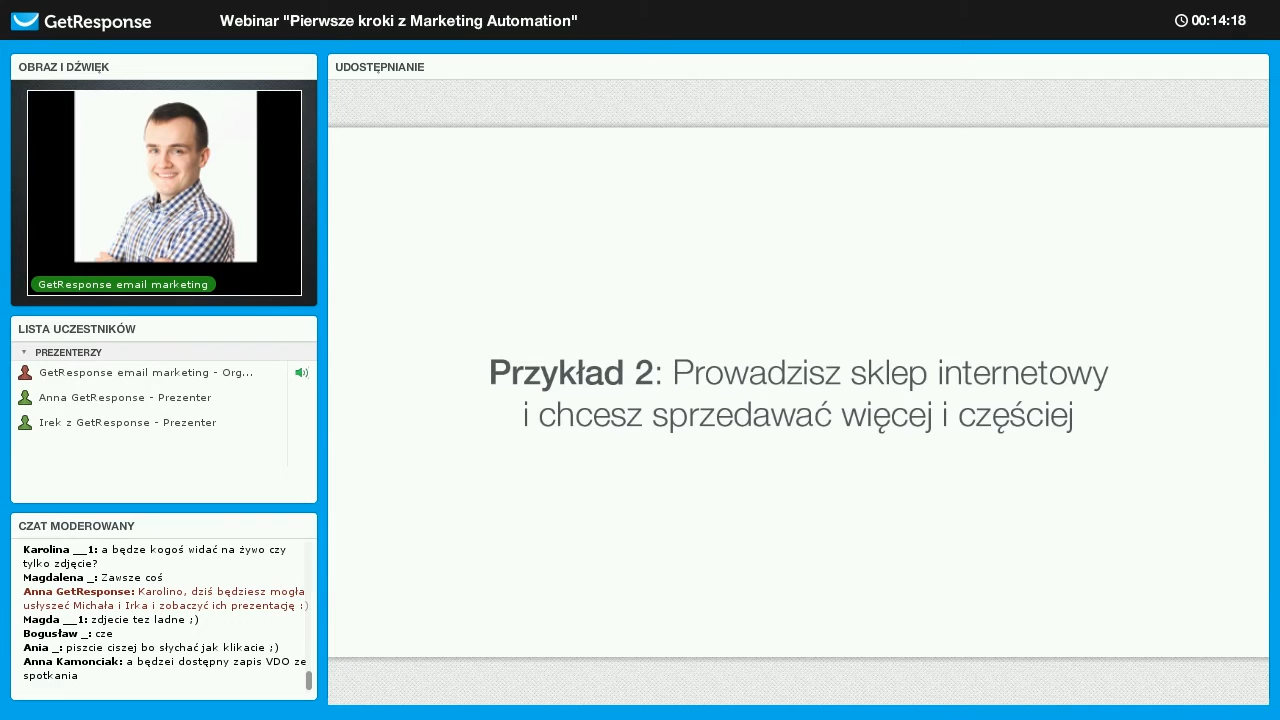 GetResponse
Webinar "Pierwsze kroki z Marketing Automation"
00:14:18
OBRAZ I DŹWIĘK
GetResponse email marketing
LISTA UCZESTNIKÓW
PREZENTERZY
GetResponse email marketing - Org...
Anna GetResponse - Prezenter
Irek z GetResponse - Prezenter
CZAT MODEROWANY
Karolina __1: a będze kogoś widać na żywo czy
tylko zdjęcie?
Magdalena _: Zawsze coś
Anna GetResponse: Karolino, dziś będziesz mogła
usłyszeć Michała i Irka i zobaczyć ich prezentację :)
Magda __1: zdjecie tez ladne ;)
Bogusław _: cze
Ania _: piszcie ciszej bo słychać jak klikacie ;)
Anna Kamonciak: a będzei dostępny zapis VDO ze
spotkania
UDOSTĘPNIANIE
Przykład 2: Prowadzisz sklep internetowy
i chcesz sprzedawać więcej i częściej